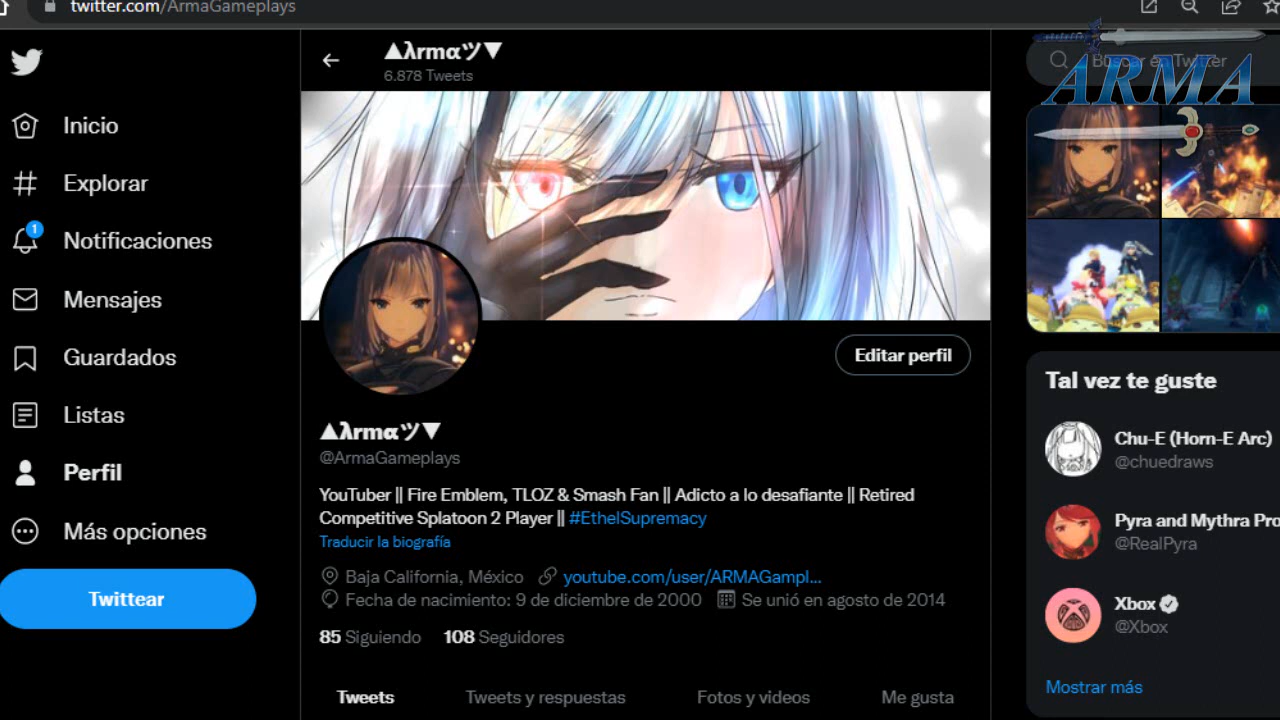 twitter.com/ArmaGameplays
▲λrmαツ▼
6.878 Tweets
Buscar en Twitter
ARMA
Inicio
Explorar
1
Notificaciones
Mensajes
Guardados
Listas
Perfil
Más opciones
Twittear
Editar perfil
▲λrmαツ▼
@ArmaGameplays
YouTuber || Fire Emblem, TLOZ & Smash Fan || Adicto a lo desafiante || Retired
Competitive Splatoon 2 Player || #EthelSupremacy
Traducir la biografía
Baja California, México youtube.com/user/ARMAGampl...
Fecha de nacimiento: 9 de diciembre de 2000 Se unió en agosto de 2014
85 Siguiendo 108 Seguidores
Tweets Tweets y respuestas Fotos y videos Me gusta
Tal vez te guste
Chu-E (Horn-E Arc)
@chuedraws
Pyra and Mythra Pro
@RealPyra
Xbox
@Xbox
Mostrar más